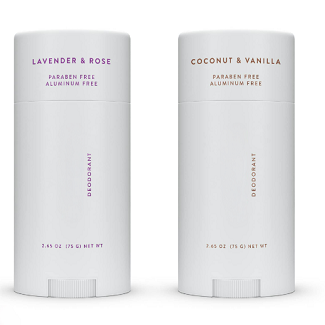 LAVENDER & ROSE
PARABEN FREE
ALUMINUM FREE
DEODORANT
2.65 OZ (75 G) NET WT
COCONUT & VANILLA
PARABEN FREE
ALUMINUM FREE
DEODORANT
2.65 OZ (75 G) NET WT